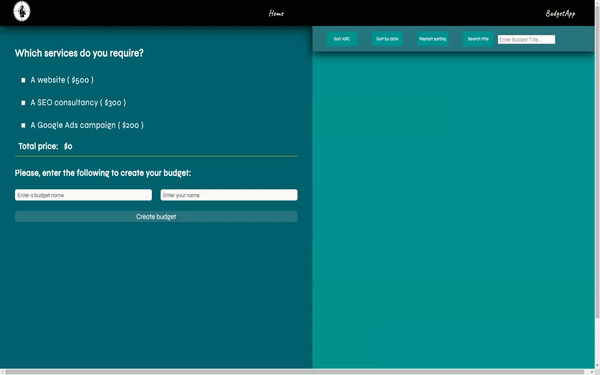 Home
BudgetApp
Which services do you require?
A website ( $500 )
A SEO consultancy ( $300 )
A Google Ads campaign ( $200 )
Total price: $0
Please, enter the following to create your budget:
Enter a budget name
Enter your name
Create budget
Sort ABC
Sort by date
Restart sorting
Search title
Enter Budget Title...